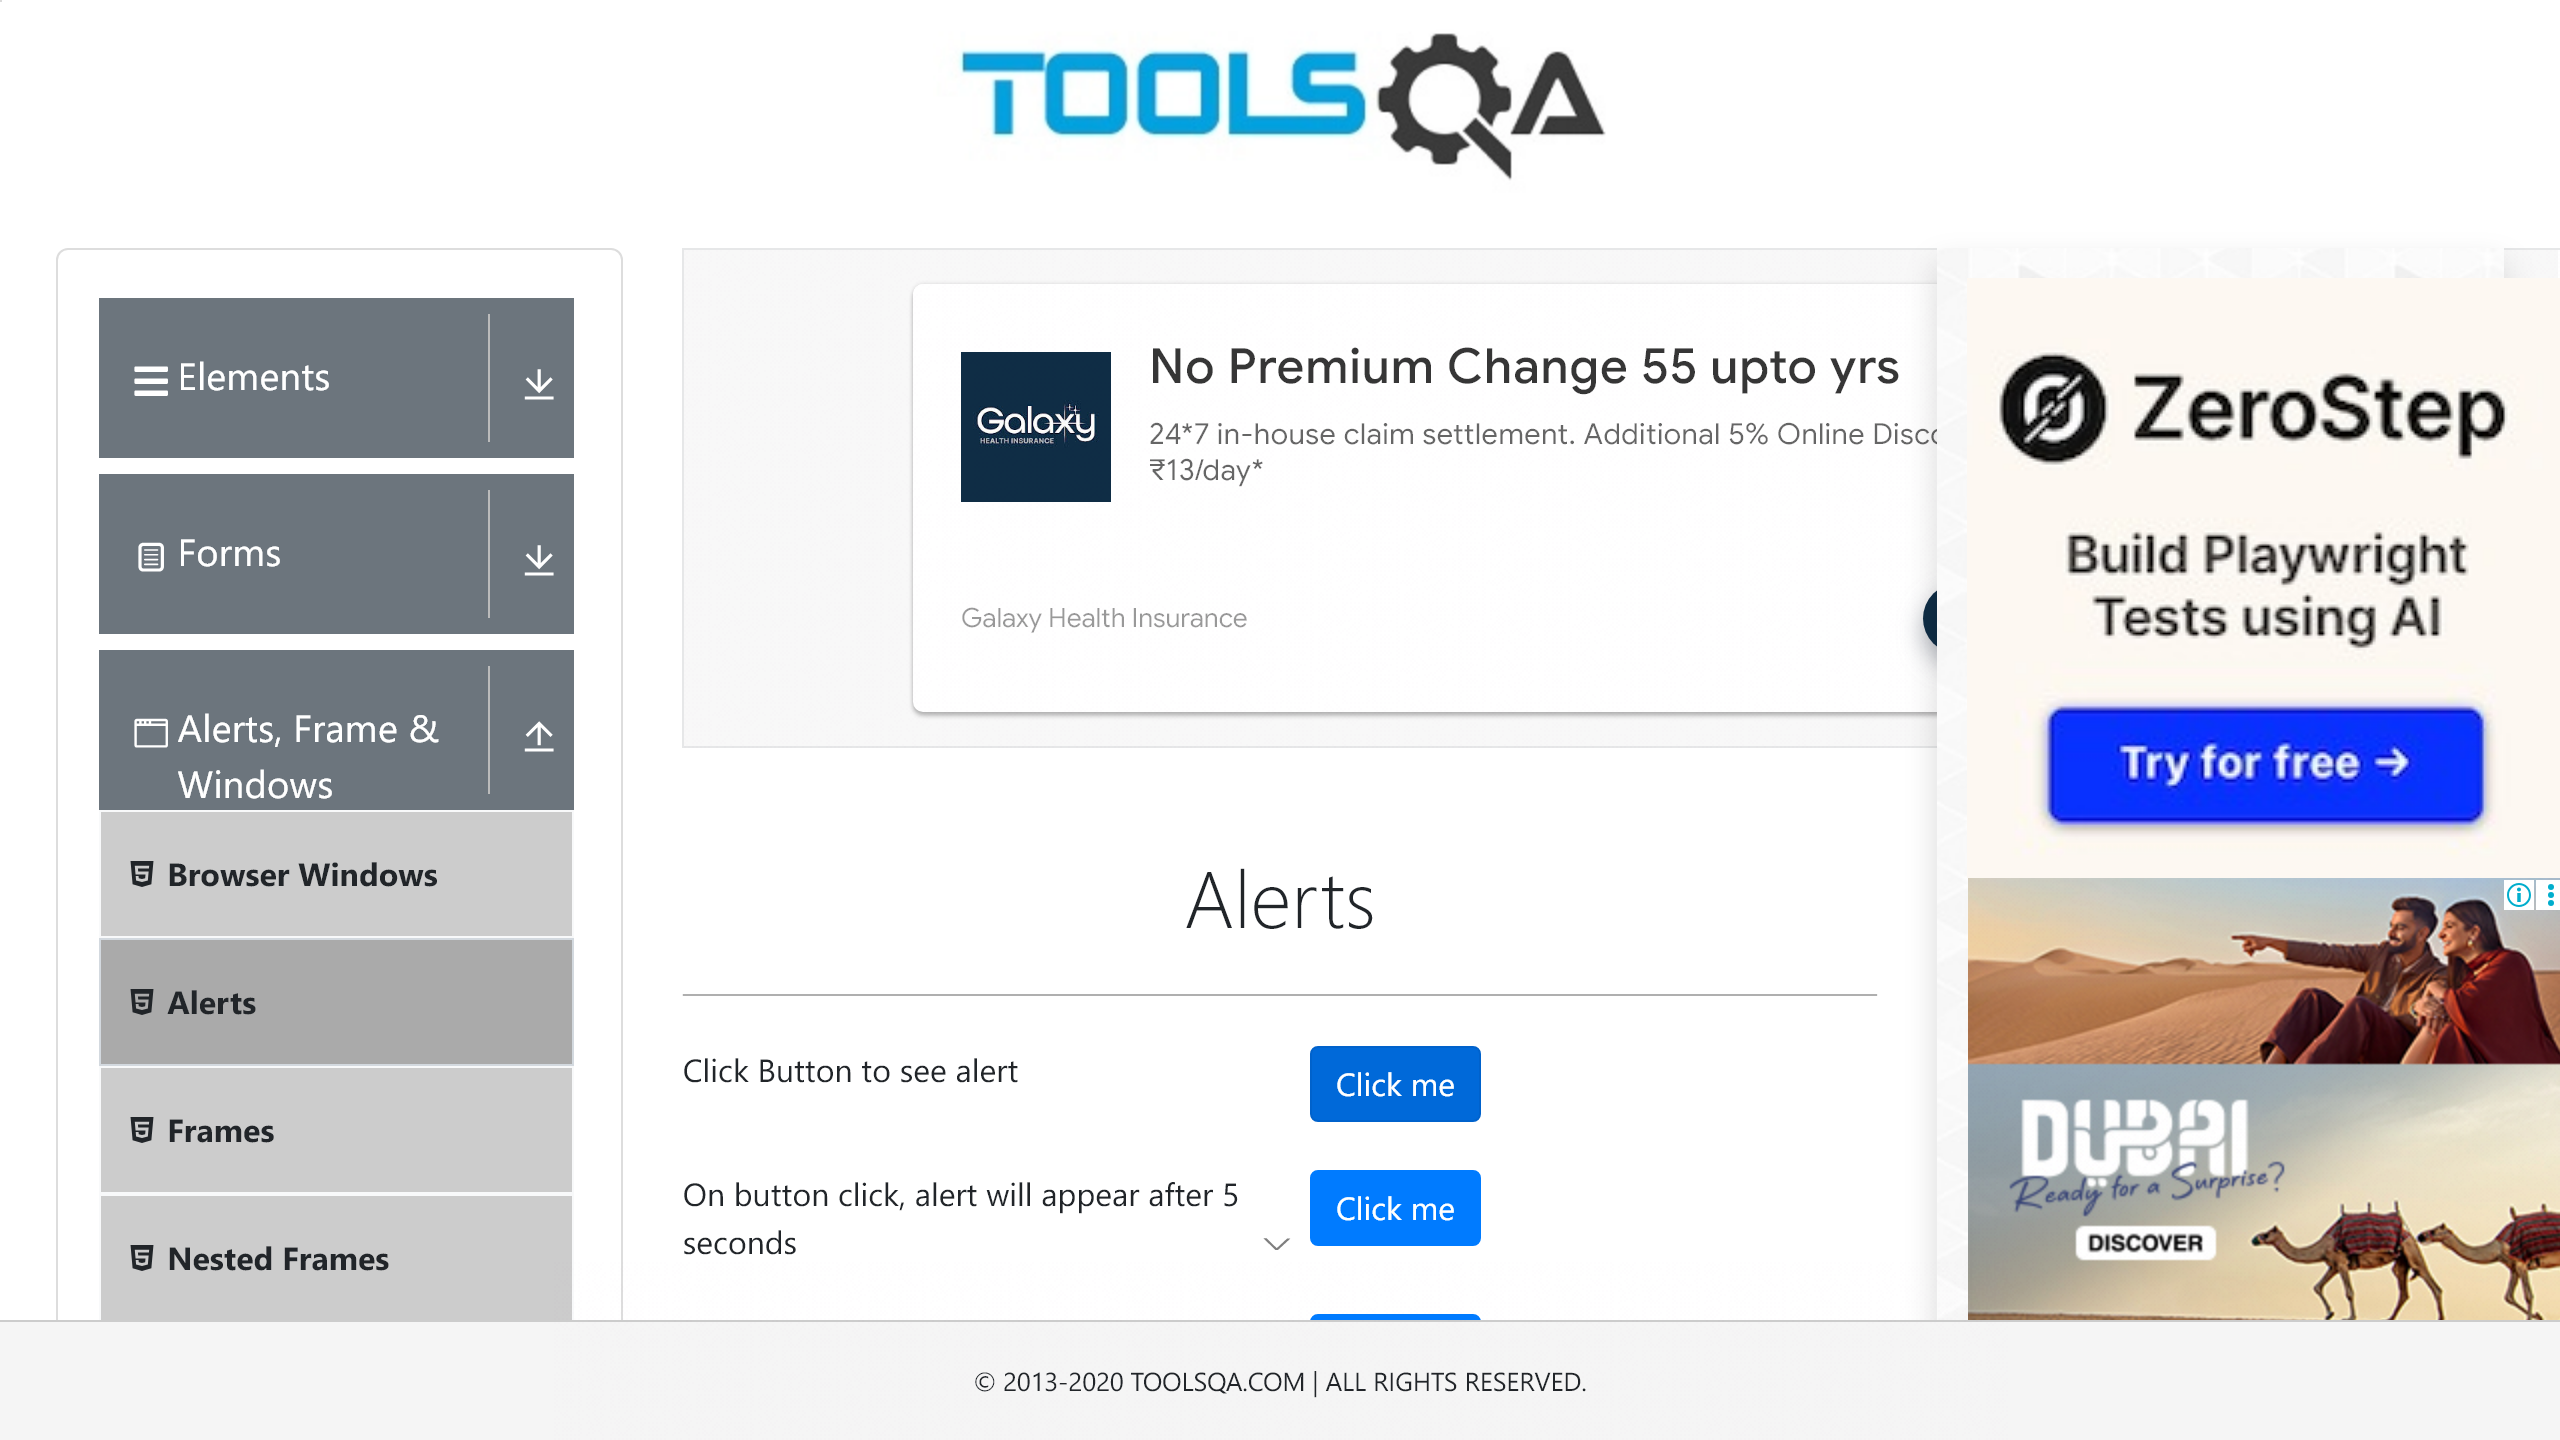 TOOLSQA
Elements
Forms
Alerts, Frame &
Windows
Browser Windows
Alerts
Frames
Nested Frames
Galaxy
HEALTH INSURANCE
No Premium Change 55 upto yrs
24*7 in-house claim settlement. Additional 5% Online
₹13/day*
Galaxy Health Insurance
Alerts
Click Button to see alert
Click me
On button click, alert will appear after 5
seconds
Click me
ZeroStep
Build Playwright
Tests using AI
Try for free →
DUBAI
Ready for a Surprise?
DISCOVER
© 2013-2020 TOOLSQA.COM | ALL RIGHTS RESERVED.